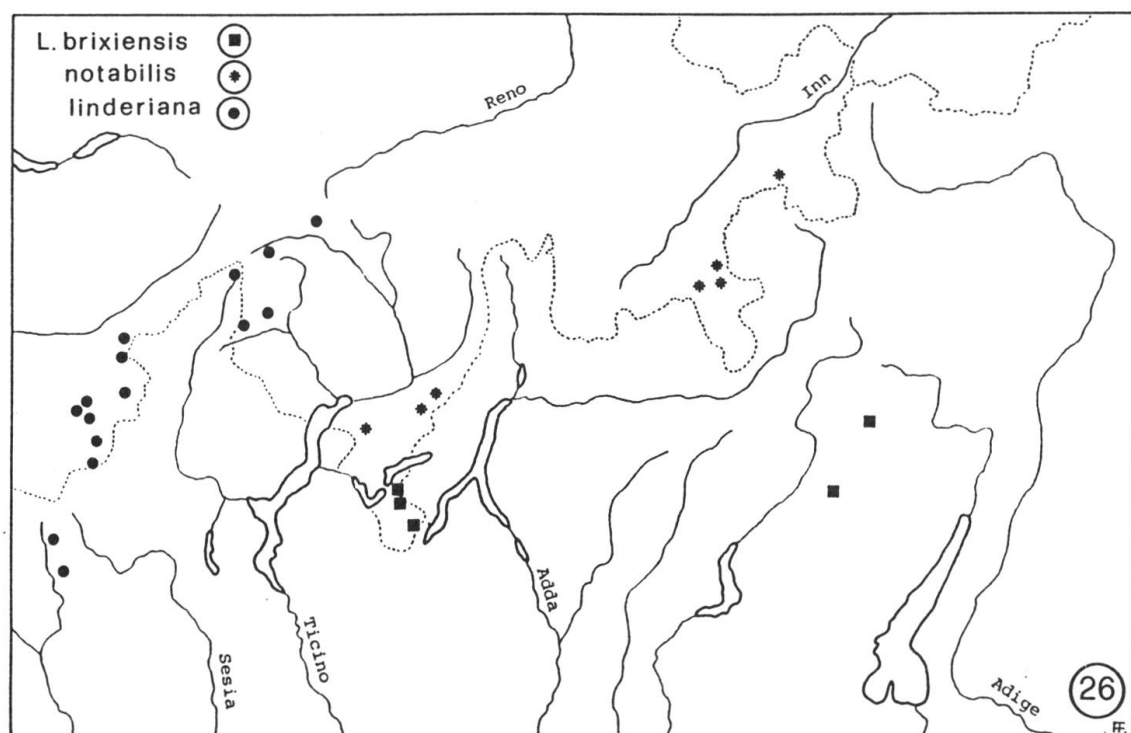 L. brixiensis
notabilis
linderiana
Reno
Inn
Adda
Ticino
Sesia
Adige
26